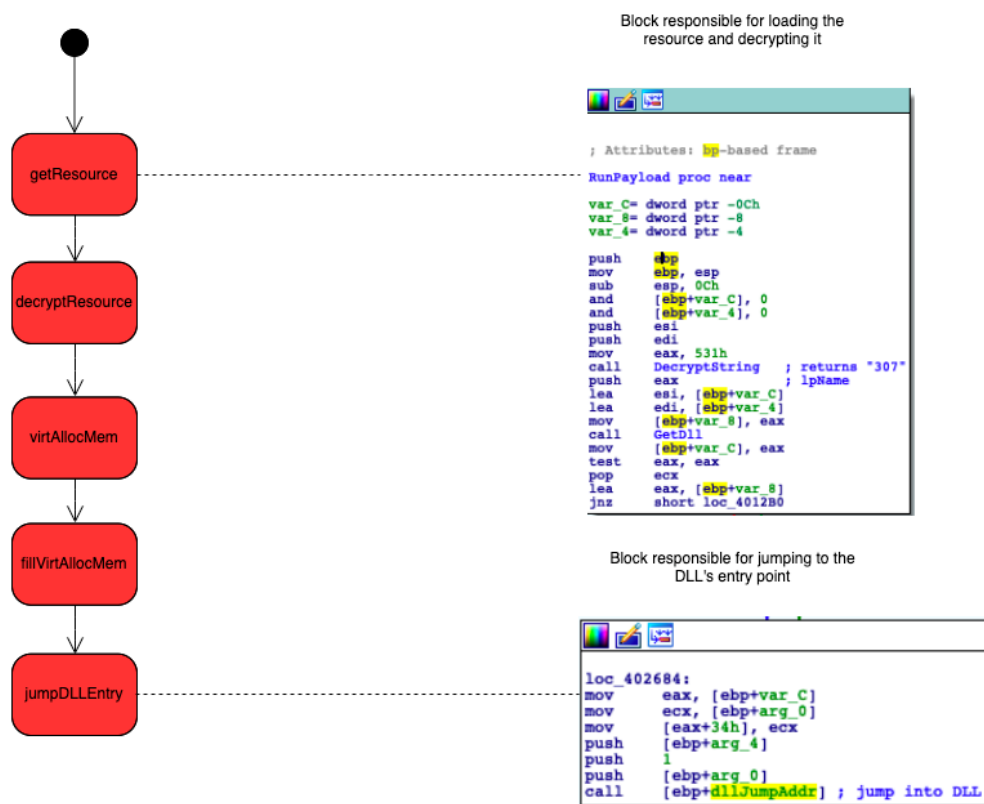 Block responsible for loading the
resource and decrypting it
getResource
decryptResource
virtAllocMem
fillVirtAllocMem
jumpDLLEntry
; Attributes: bp-based frame
RunPayload proc near
var_C= dword ptr -0Ch
var_8= dword ptr -8
var_4= dword ptr -4
push ebp
mov ebp, esp
sub esp, 0Ch
and [ebp+var_C], 0
and [ebp+var_4], 0
push esi
push edi
mov eax, 531h
call DecryptString ; returns "307"
push eax ; lpName
lea esi, [ebp+var_C]
lea edi, [ebp+var_4]
mov [ebp+var_8], eax
call GetDll
mov [ebp+var_C], eax
test eax, eax
pop ecx
lea eax, [ebp+var_8]
jnz short loc_4012B0
Block responsible for jumping to the
DLL's entry point
loc_402684:
mov eax, [ebp+var_C]
mov ecx, [ebp+arg_0]
mov [eax+34h], ecx
push [ebp+arg_4]
push 1
push [ebp+arg_0]
call [ebp+dllJumpAddr] ; jump into DLL